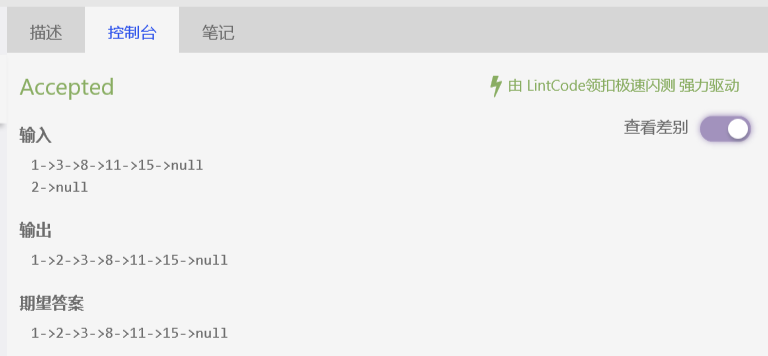 描述 控制台 笔记
Accepted
由 LintCode领扣极速闪测 强力驱动
查看差别
输入
1->3->8->11->15->null
2->null
输出
1->2->3->8->11->15->null
期望答案
1->2->3->8->11->15->null